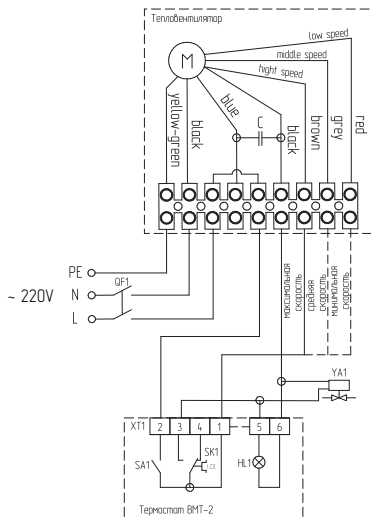 Тепловентилятор
low speed
middle speed
hight speed
M
yellow-green
black
blue
C
black
brown
grey
red
PE
N
QF1
L
~ 220V
максимальная
скорость
средняя
скорость
минимальная
скорость
YA1
XT1
2
3
4
1
5
6
SA1
SK1
t.0C
HL1
Термостат ВМТ-2